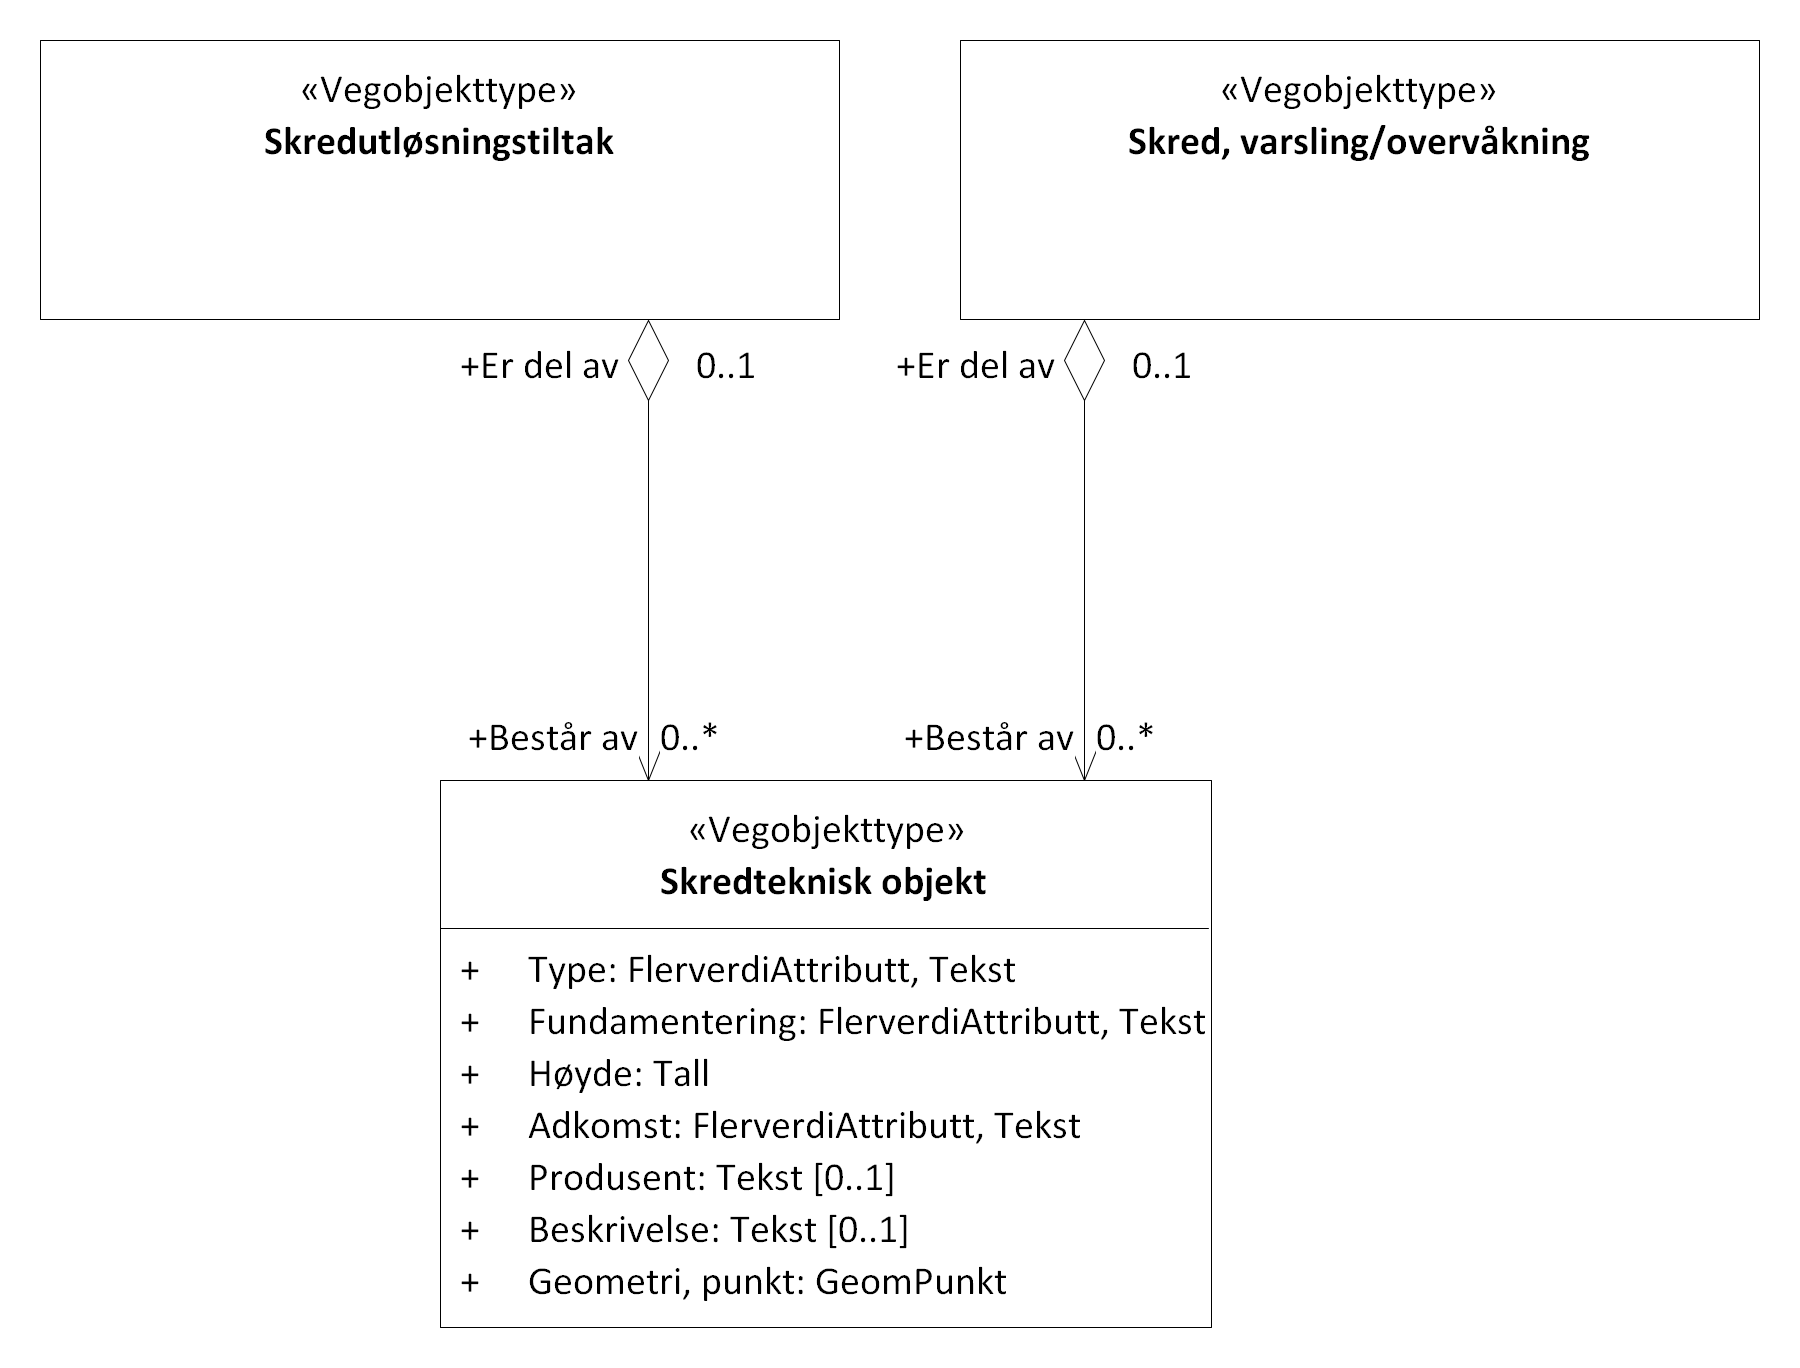 «Vegobjekttype»
Skredutløsningstiltak
«Vegobjekttype»
Skred, varsling/overvåkning
+Er del av 0..1
+Er del av 0..1
+Består av 0..*
+Består av 0..*
«Vegobjekttype»
Skredteknisk objekt
+ Type: FlerverdiAttributt, Tekst
+ Fundamentering: FlerverdiAttributt, Tekst
+ Høyde: Tall
+ Adkomst: FlerverdiAttributt, Tekst
+ Produsent: Tekst [0..1]
+ Beskrivelse: Tekst [0..1]
+ Geometri, punkt: GeomPunkt